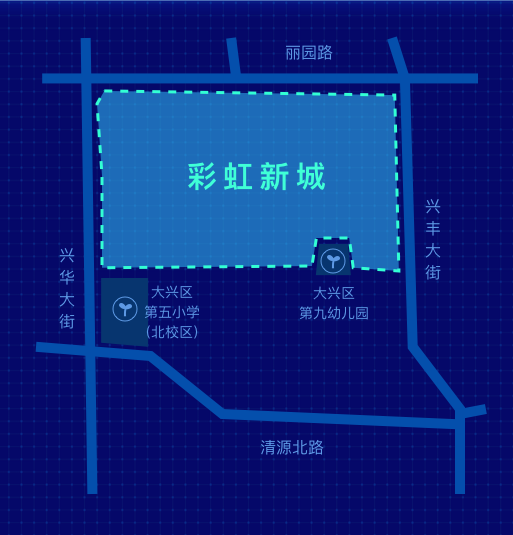 丽园路
彩虹新城
兴丰大街
兴华大街
大兴区
第五小学
(北校区)
大兴区
第九幼儿园
清源北路